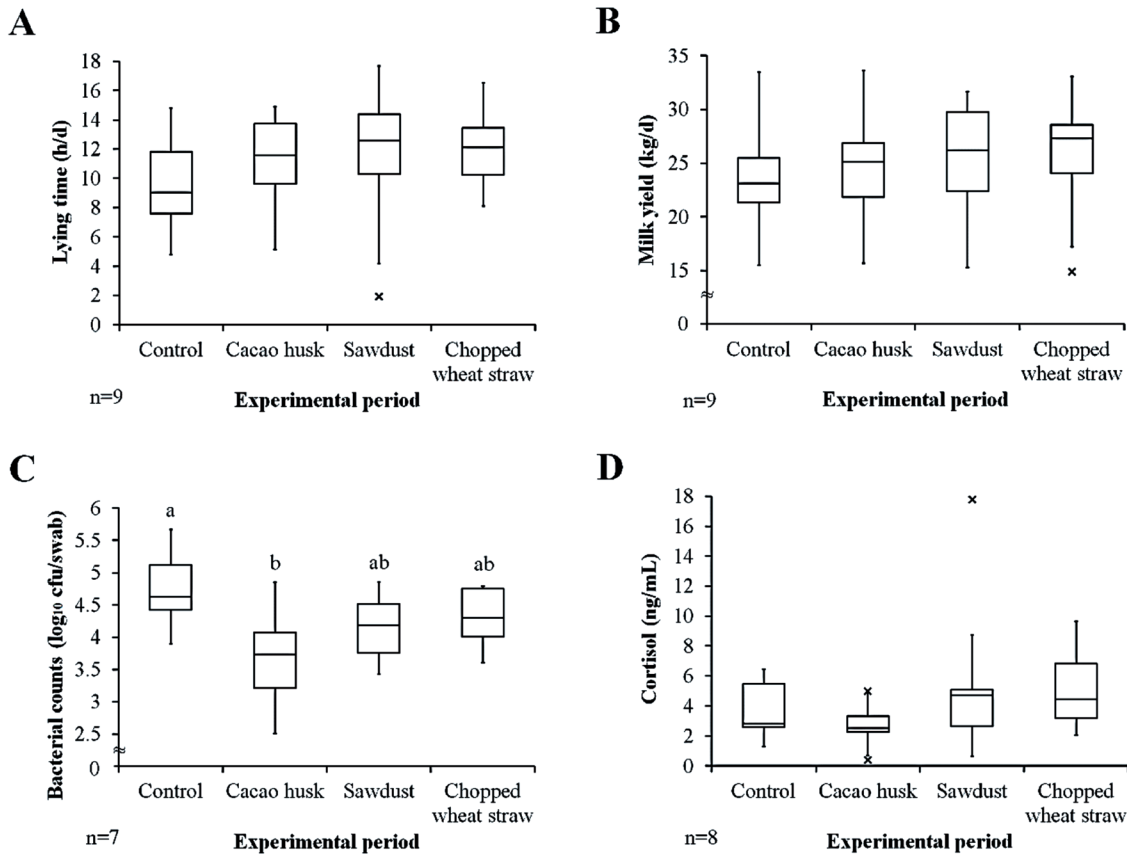 A
18
16
14
12
10
8
6
4
2
0
Lying time (h/d)
Control
Cacao husk
Sawdust
Chopped
wheat straw
n=9
Experimental period
B
35
30
25
20
15
0
Milk yield (kg/d)
Control
Cacao husk
Sawdust
Chopped
wheat straw
n=9
Experimental period
C
6
5.5
5
4.5
4
3.5
3
2.5
0
Bacterial counts (log₁₀ cfu/swab)
a
b
ab
ab
Control
Cacao husk
Sawdust
Chopped
wheat straw
n=7
Experimental period
D
18
16
14
12
10
8
6
4
2
0
Cortisol (ng/mL)
Control
Cacao husk
Sawdust
Chopped
wheat straw
n=8
Experimental period